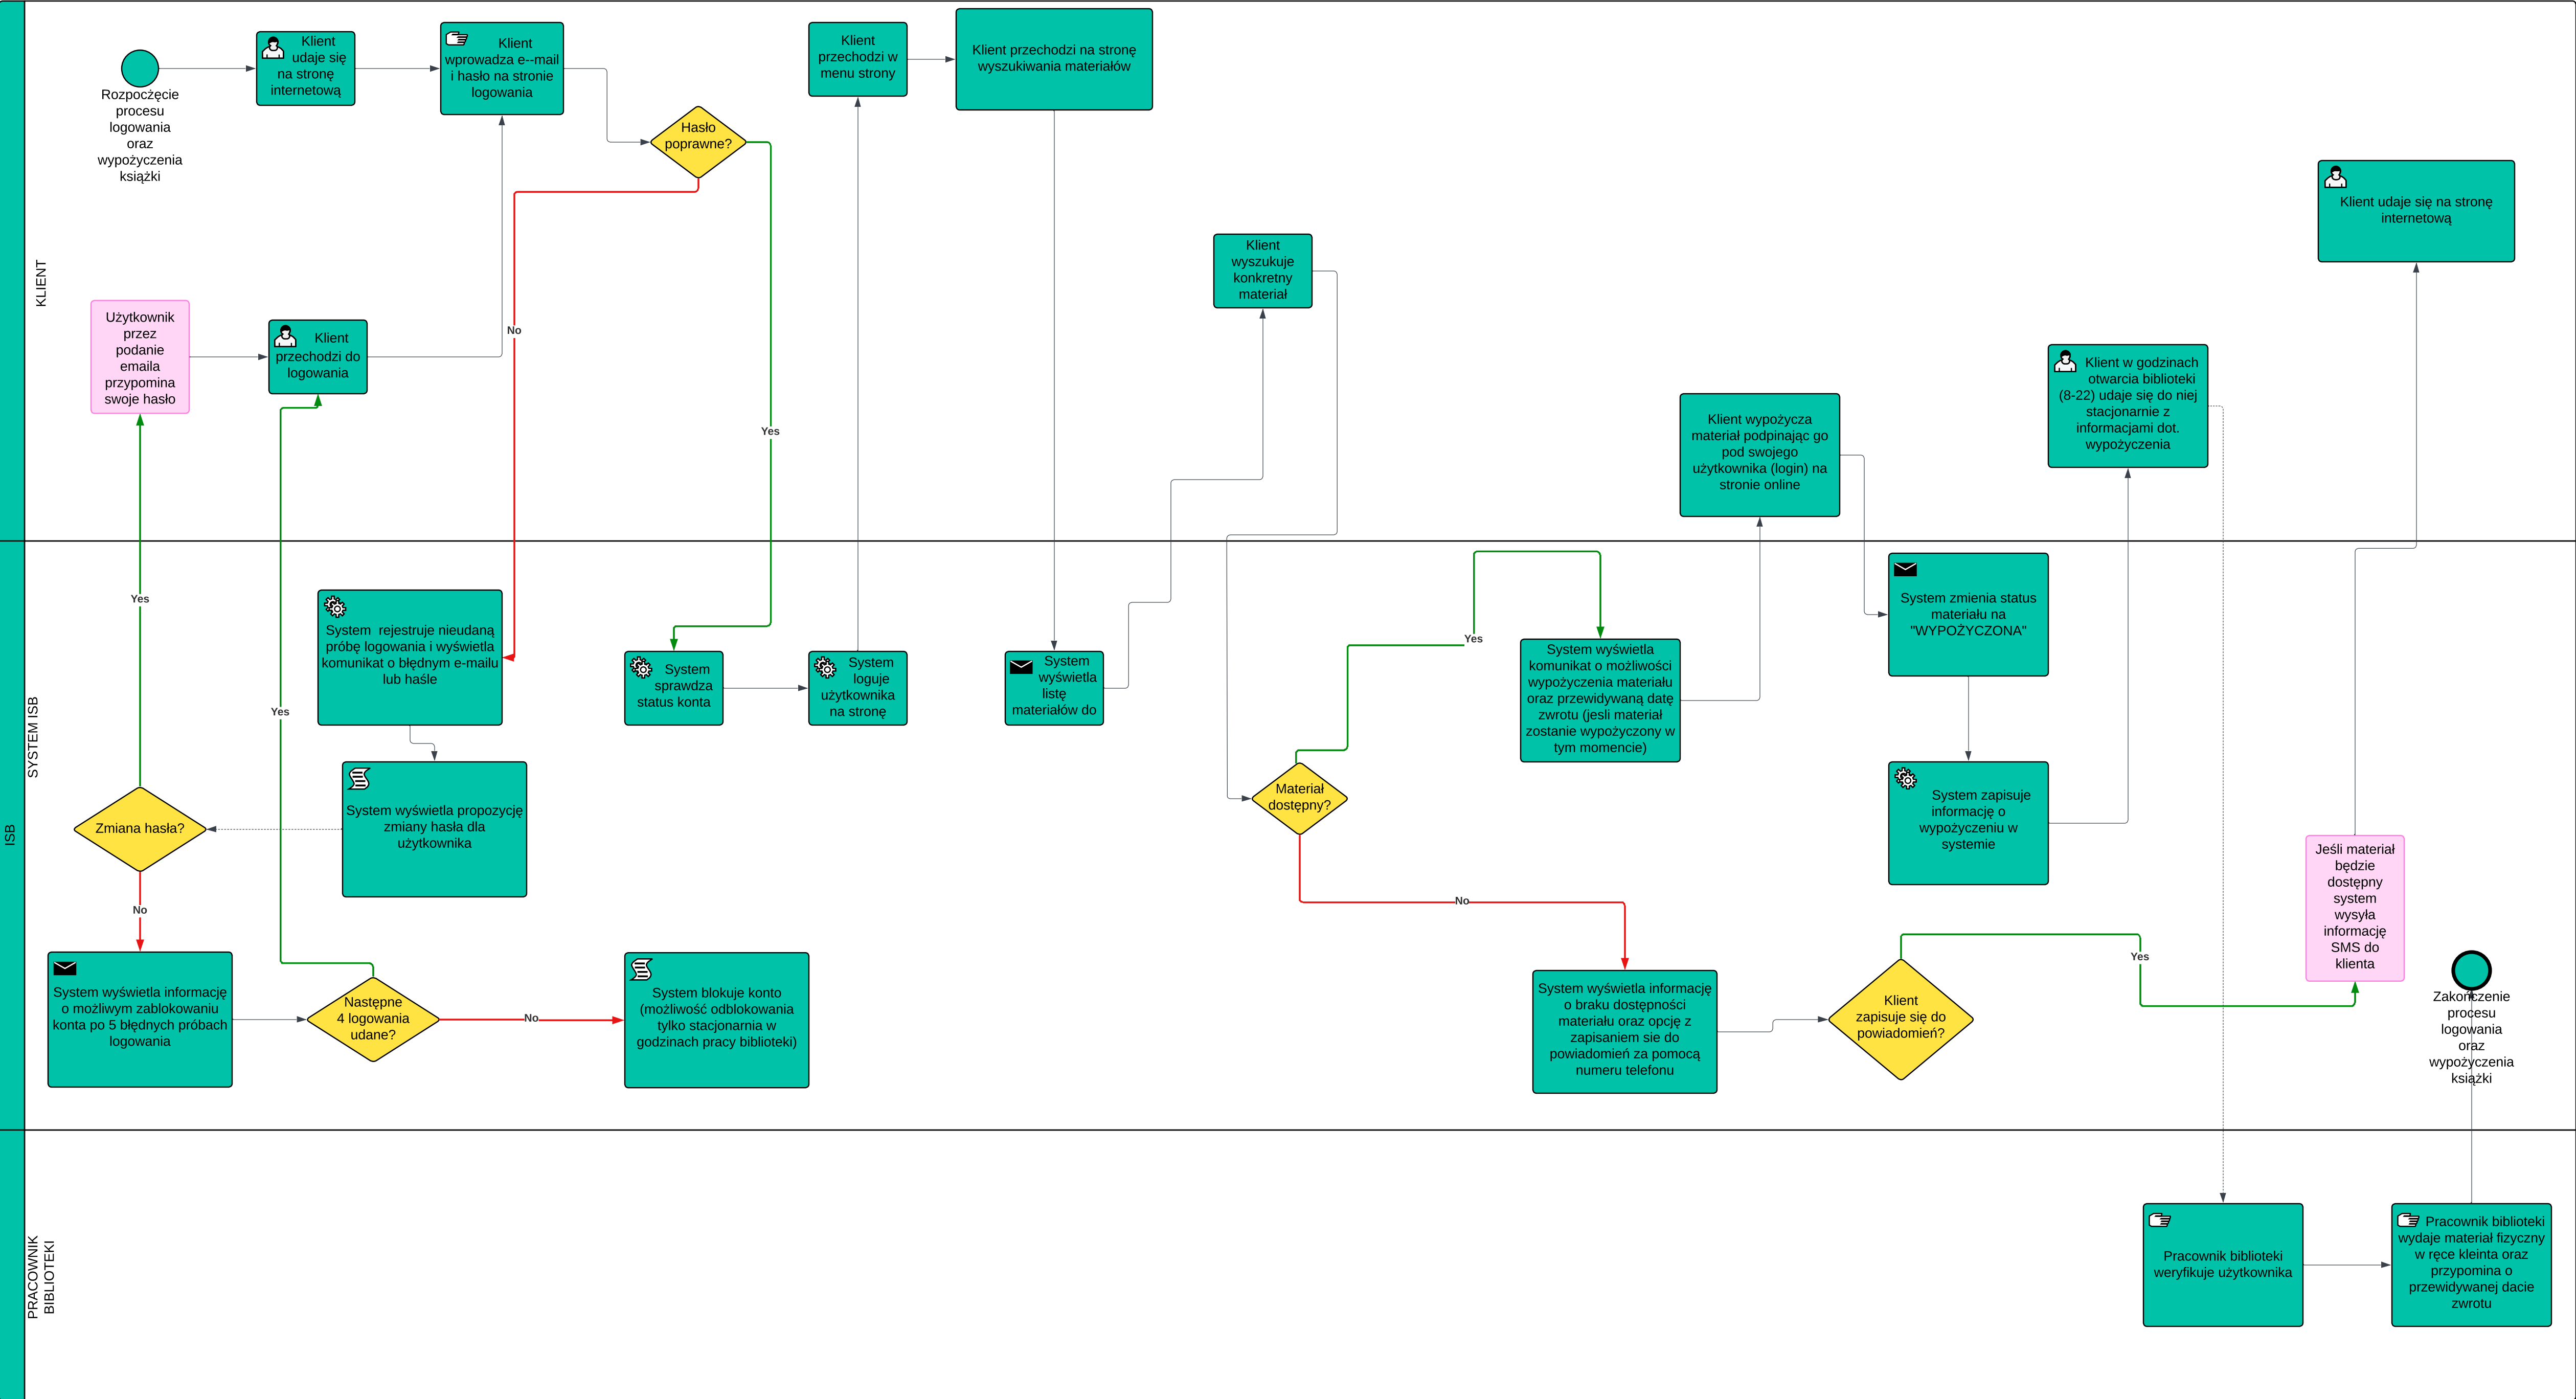 ISB
KLIENT
Rozpoczęcie
procesu
logowania
oraz
wypożyczenia
książki
Klient
udaje się
na stronę
internetową
Klient
wprowadza e--mail
i hasło na stronie
logowania
Hasło
poprawne?
No
Yes
Klient
przechodzi w
menu strony
Klient przechodzi na stronę
wyszukiwania materiałów
Klient udaje się na stronę
internetową
Klient
wyszukuje
konkretny
materiał
Użytkownik
przez
podanie
emaila
przypomina
swoje hasło
Klient
przechodzi do
logowania
Klient wypożycza
materiał podpinając go
pod swojego
użytkownika (login) na
stronie online
Klient w godzinach
otwarcia biblioteki
(8-22) udaje się do niej
stacjonarnie z
informacjami dot.
wypożyczenia
SYSTEM ISB
Yes
Yes
System  rejestruje nieudaną
próbę logowania i wyświetla
komunikat o błędnym e-mailu
lub haśle
System
sprawdza
status konta
System
loguje
użytkownika
na stronę
System
wyświetla
listę
materiałów do
Yes
System wyświetla
komunikat o możliwości
wypożyczenia materiału
oraz przewidywaną datę
zwrotu (jesli materiał
zostanie wypożyczony w
tym momencie)
System zmienia status
materiału na
"WYPOŻYCZONA"
System wyświetla propozycję
zmiany hasła dla
użytkownika
Zmiana hasła?
No
Materiał
dostępny?
No
System zapisuje
informację o
wypożyczeniu w
systemie
Jeśli materiał
będzie
dostępny
system
wysyła
informację
SMS do
klienta
System wyświetla informację
o możliwym zablokowaniu
konta po 5 błędnych próbach
logowania
Następne
4 logowania
udane?
No
System blokuje konto
(możliwość odblokowania
tylko stacjonarnia w
godzinach pracy biblioteki)
System wyświetla informację
o braku dostępności
materiału oraz opcję z
zapisaniem sie do
powiadomień za pomocą
numeru telefonu
Klient
zapisuje się do
powiadomień?
Yes
Zakończenie
procesu
logowania
oraz
wypożyczenia
książki
PRACOWNIK
BIBLIOTEKI
Pracownik biblioteki
weryfikuje użytkownika
Pracownik biblioteki
wydaje materiał fizyczny
w ręce kleinta oraz
przypomina o
przewidywanej dacie
zwrotu